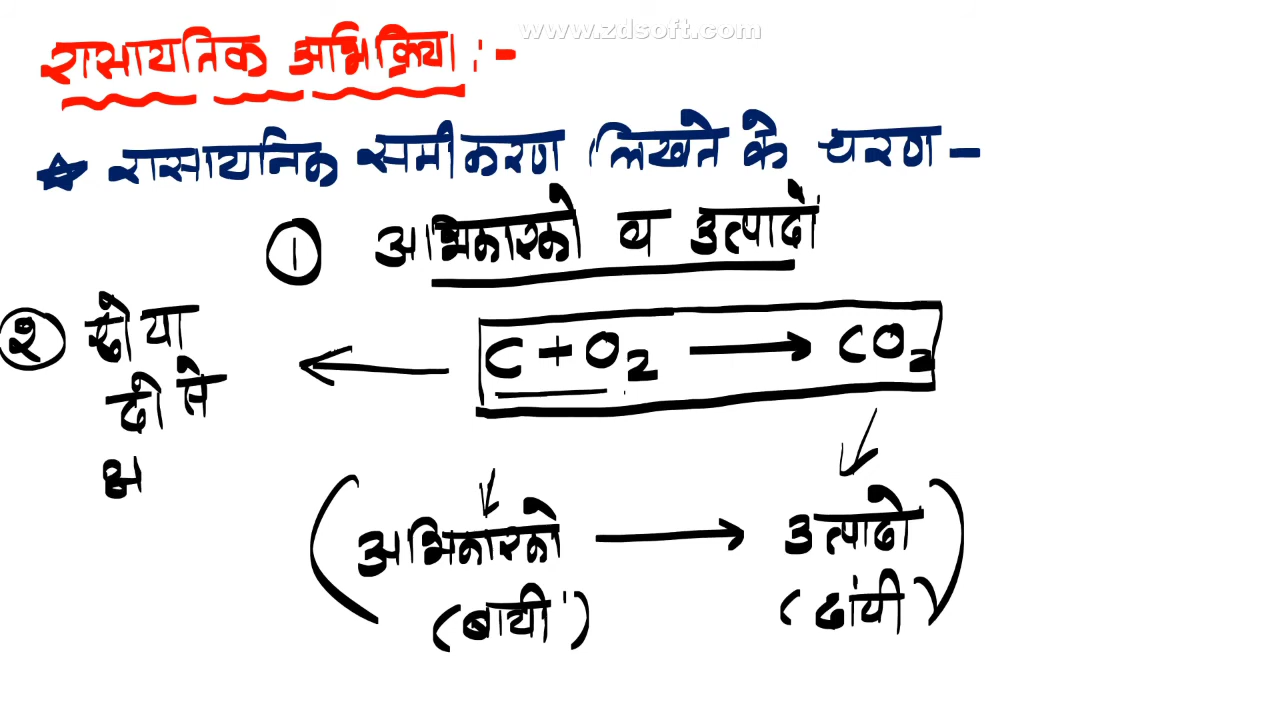 www.zdsoft.com
रासायनिक अभिक्रिया :-
★ रासायनिक समीकरण लिखने के चरण -
① अभिकारको व उत्पादों
C + O₂ → CO₂
② दो या
दो से
अ
अभिकारको → उत्पादो
(बायी) (दांयी)